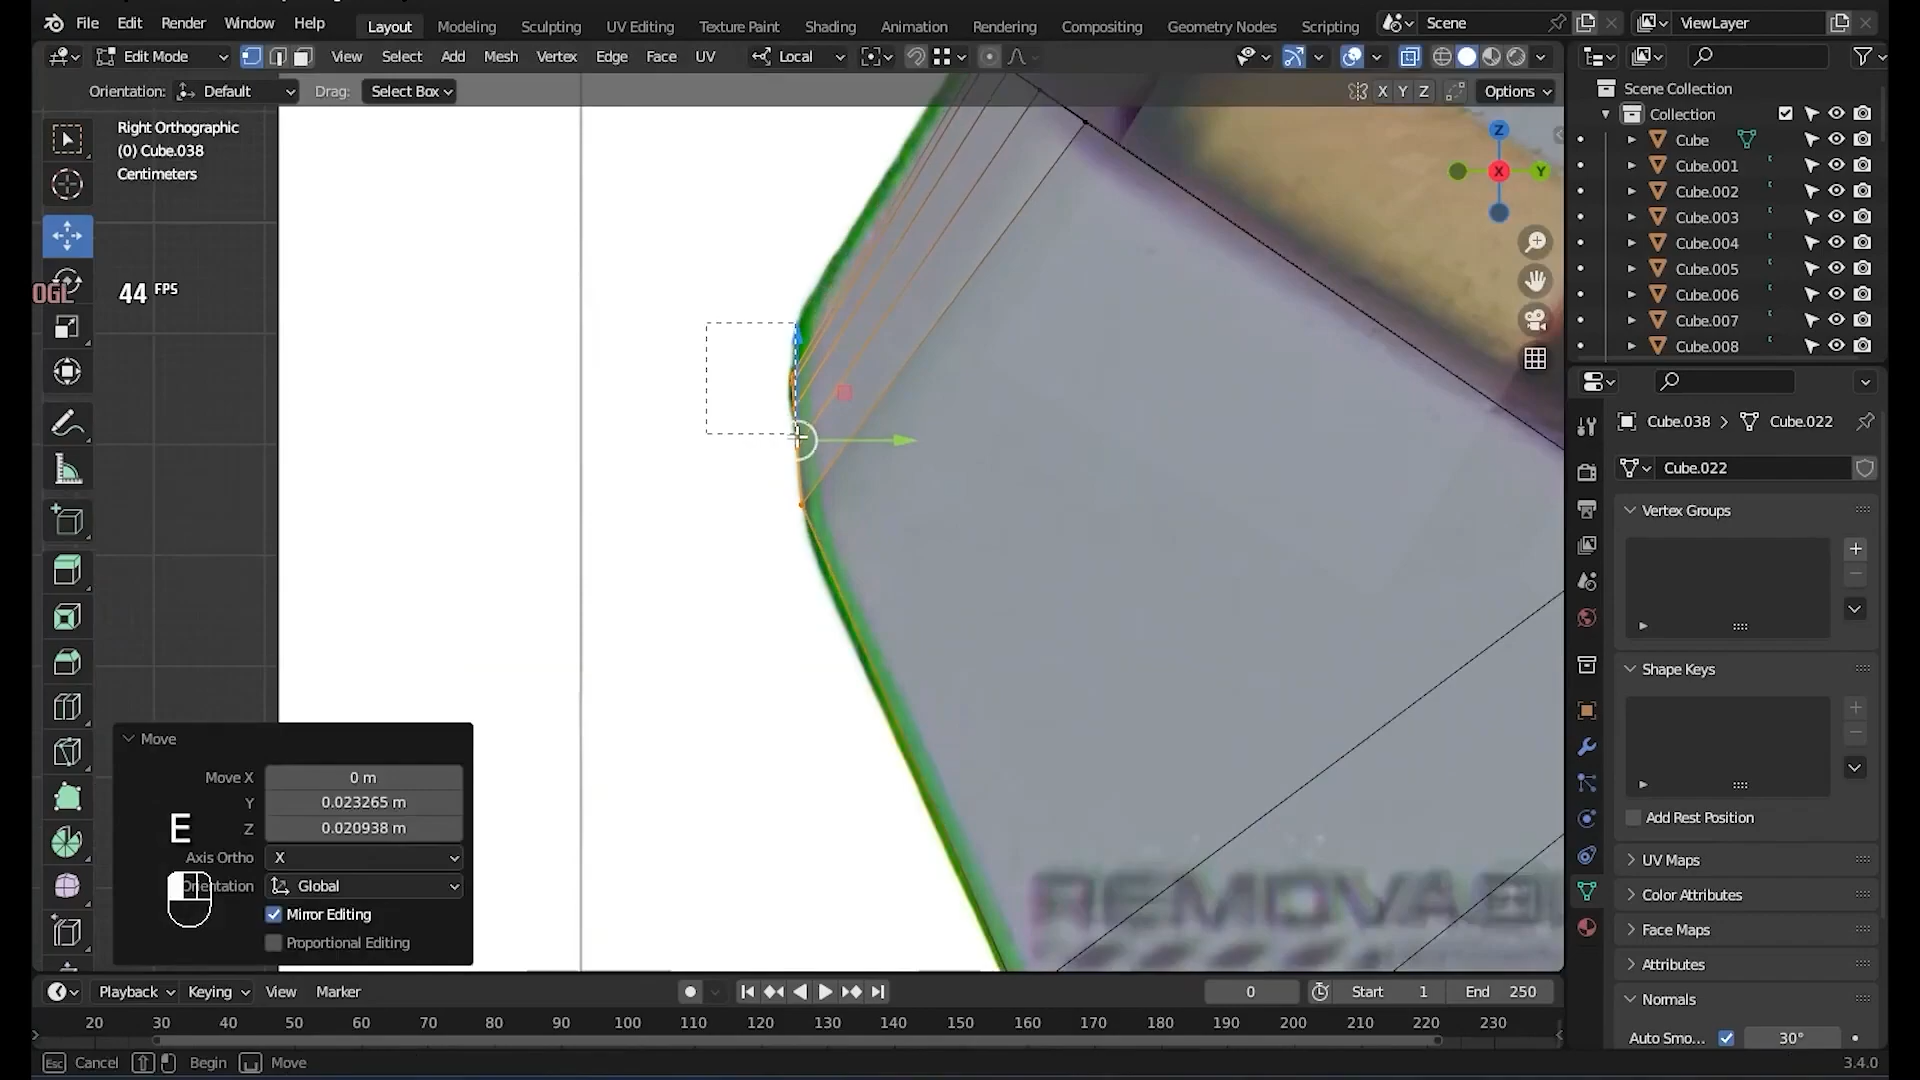 File Edit Render Window Help Layout Modeling Sculpting UV Editing Texture Paint Shading Animation Rendering Compositing Geometry Nodes Scripting Scene ViewLayer
Edit Mode View Select Add Mesh Vertex Edge Face UV Local
Orientation: Default Drag: Select Box X Y Z Options
Right Orthographic
(0) Cube.038
Centimeters
OGL 44 FPS
Z
X Y
Scene Collection
Collection
Cube
Cube.001
Cube.002
Cube.003
Cube.004
Cube.005
Cube.006
Cube.007
Cube.008
Cube.038 > Cube.022
Cube.022
Vertex Groups
Shape Keys
Add Rest Position
UV Maps
Color Attributes
Face Maps
Attributes
Normals
Auto Smo... 30°
Move
Move X 0 m
Y 0.023265 m
E
Z 0.020938 m
Axis Ortho X
Orientation Global
Mirror Editing
Proportional Editing
Playback Keying View Marker 0 Start 1 End 250
20 30 40 50 60 70 80 90 100 110 120 130 140 150 160 170 180 190 200 210 220 230
Esc Cancel Begin Move 3.4.0